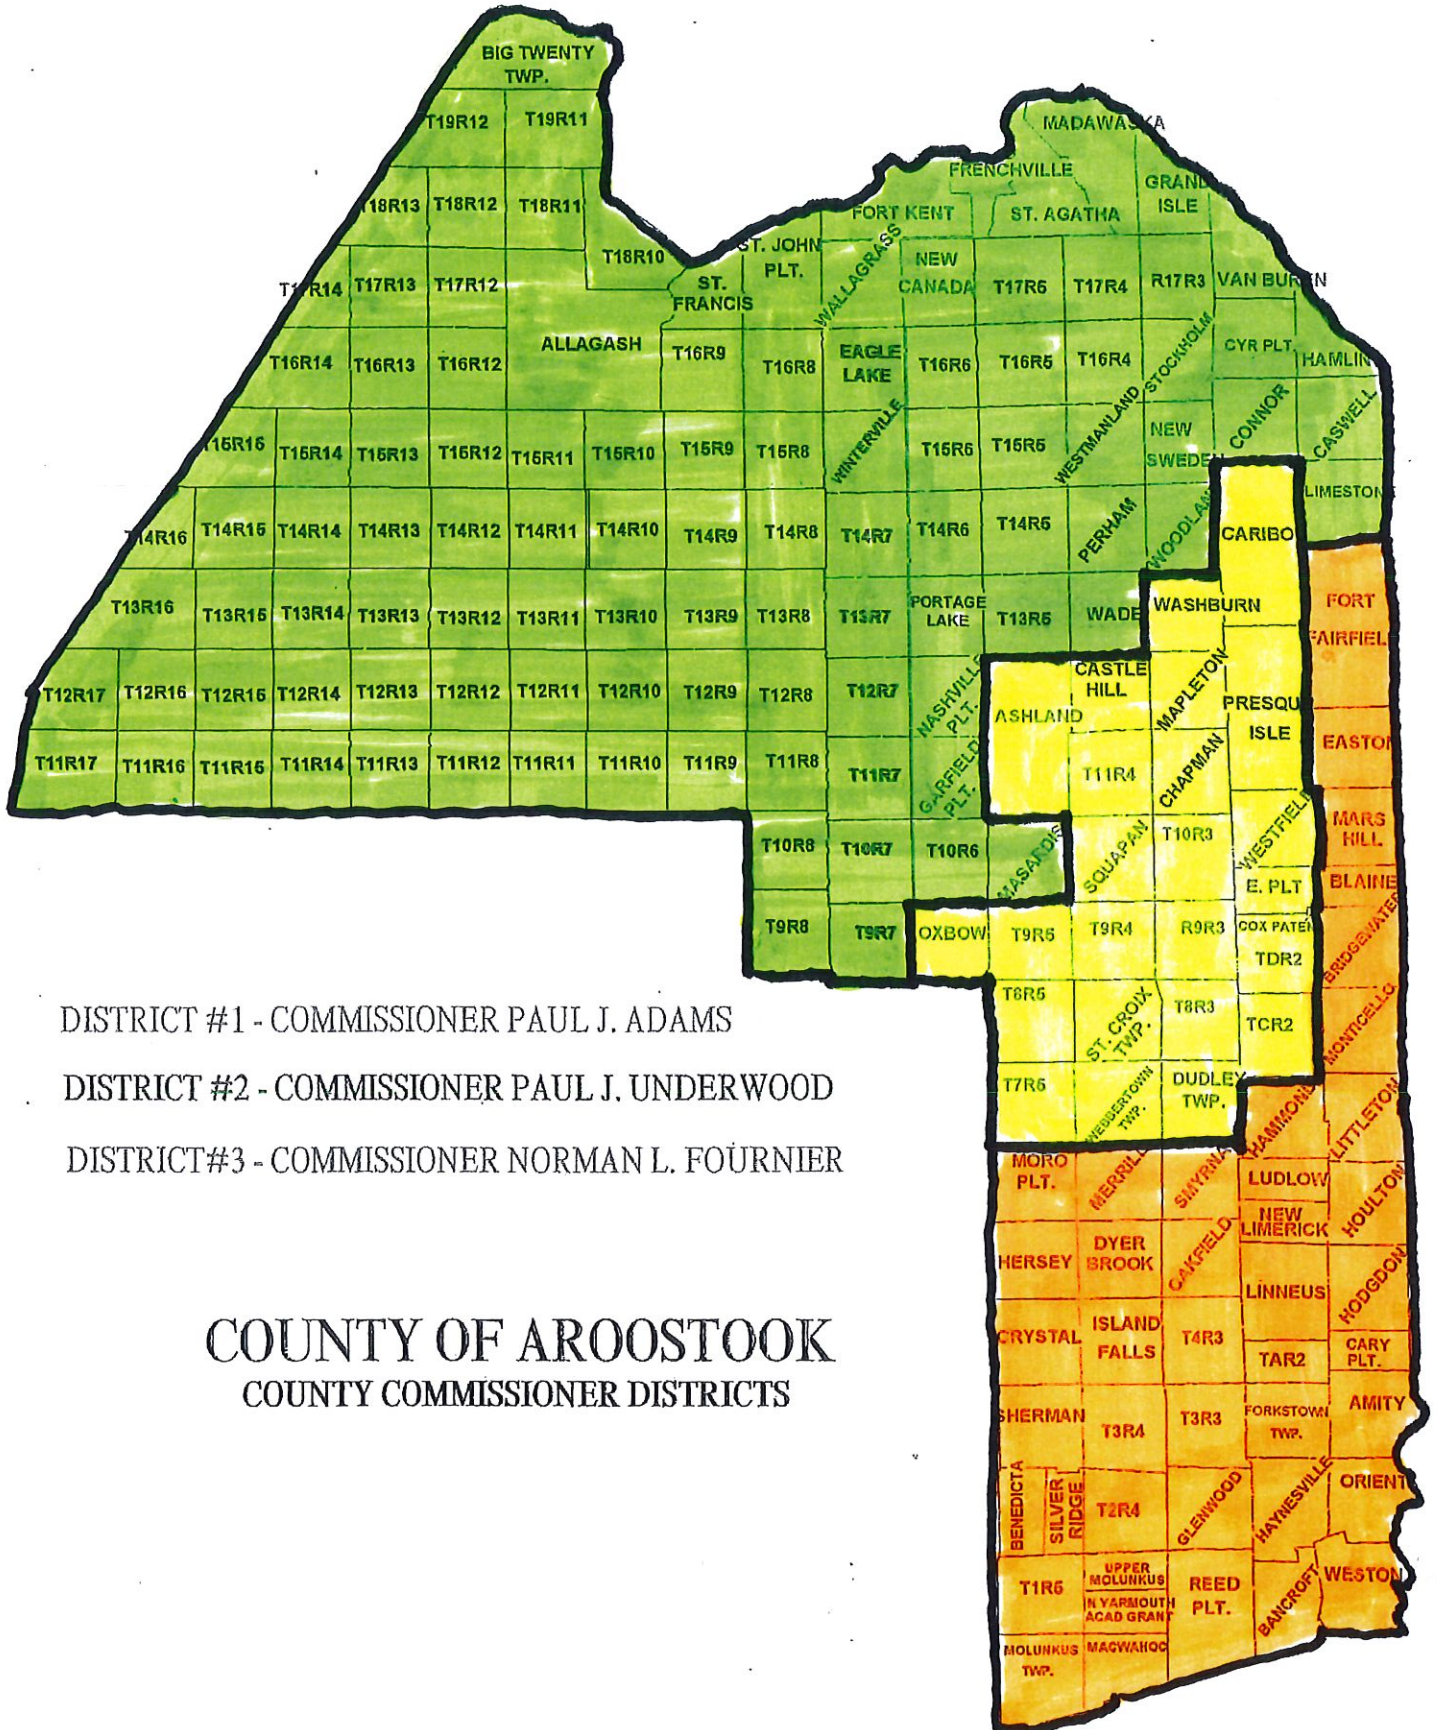 BIG TWENTY
TWP.
T19R12
T19R11
MADAWASKA
FRENCHVILLE
GRAND
ISLE
T18R13
T18R12
T18R11
FORT KENT
ST. AGATHA
T18R10
ST. JOHN
PLT.
WALLAGRASS
NEW
CANADA
T17R14
T17R13
T17R12
ST.
FRANCIS
T17R5
T17R4
R17R3
VAN BUREN
ALLAGASH
T16R14
T16R13
T16R12
T16R9
T16R8
EAGLE
LAKE
T16R6
T16R5
T16R4
STOCKHOLM
CYR PLT.
HAMLIN
T15R15
T15R14
T15R13
T15R12
T15R11
T15R10
T15R9
T15R8
WINTERVILLE
T15R6
T15R5
WESTMANLAND
NEW
SWEDEN
CONNOR
CASWELL
LIMESTONE
T14R16
T14R15
T14R14
T14R13
T14R12
T14R11
T14R10
T14R9
T14R8
T14R7
T14R6
T14R5
PERHAM
WOODLAN
CARIBO
T13R16
T13R15
T13R14
T13R13
T13R12
T13R11
T13R10
T13R9
T13R8
T13R7
PORTAGE
LAKE
T13R5
WADE
WASHBURN
FORT
FAIRFIEL
T12R17
T12R16
T12R15
T12R14
T12R13
T12R12
T12R11
T12R10
T12R9
T12R8
T12R7
NASHVILLE
PLT.
ASHLAND
CASTLE
HILL
MAPLETON
PRESQU
ISLE
EASTON
T11R17
T11R16
T11R15
T11R14
T11R13
T11R12
T11R11
T11R10
T11R9
T11R8
T11R7
GARFIELD
PLT.
T11R4
CHAPMAN
MARS
HILL
T10R8
T10R7
T10R6
MASARDIS
SQUAPAN
T10R3
WESTFIELD
E. PLT
BLAINE
T9R8
T9R7
OXBOW
T9R5
T9R4
R9R3
COX PATEN
TDR2
BRIDGEWATER
T8R5
ST. CROIX
TWP.
T8R3
TCR2
MONTICELLO
T7R5
WEBBERTOWN
TWP.
DUDLEY
TWP.
HAMMOND
LITTLETON
DISTRICT #1 - COMMISSIONER PAUL J. ADAMS
DISTRICT #2 - COMMISSIONER PAUL J. UNDERWOOD
DISTRICT#3 - COMMISSIONER NORMAN L. FOURNIER
MORO
PLT.
MERRILL
SMYRNA
LUDLOW
NEW
LIMERICK
HOULTON
HERSEY
DYER
BROOK
OAKFIELD
LINNEUS
HODGDON
COUNTY OF AROOSTOOK
COUNTY COMMISSIONER DISTRICTS
CRYSTAL
ISLAND
FALLS
T4R3
TAR2
CARY
PLT.
SHERMAN
T3R4
T3R3
FORKSTOWN
TWP.
AMITY
BENEDICTA
SILVER
RIDGE
T2R4
GLENWOOD
HAYNESVILLE
ORIENT
T1R5
UPPER
MOLUNKUS
N YARMOUTH
ACAD GRANT
REED
PLT.
BANCROFT
WESTON
MOLUNKUS
TWP.
MACWAHOC